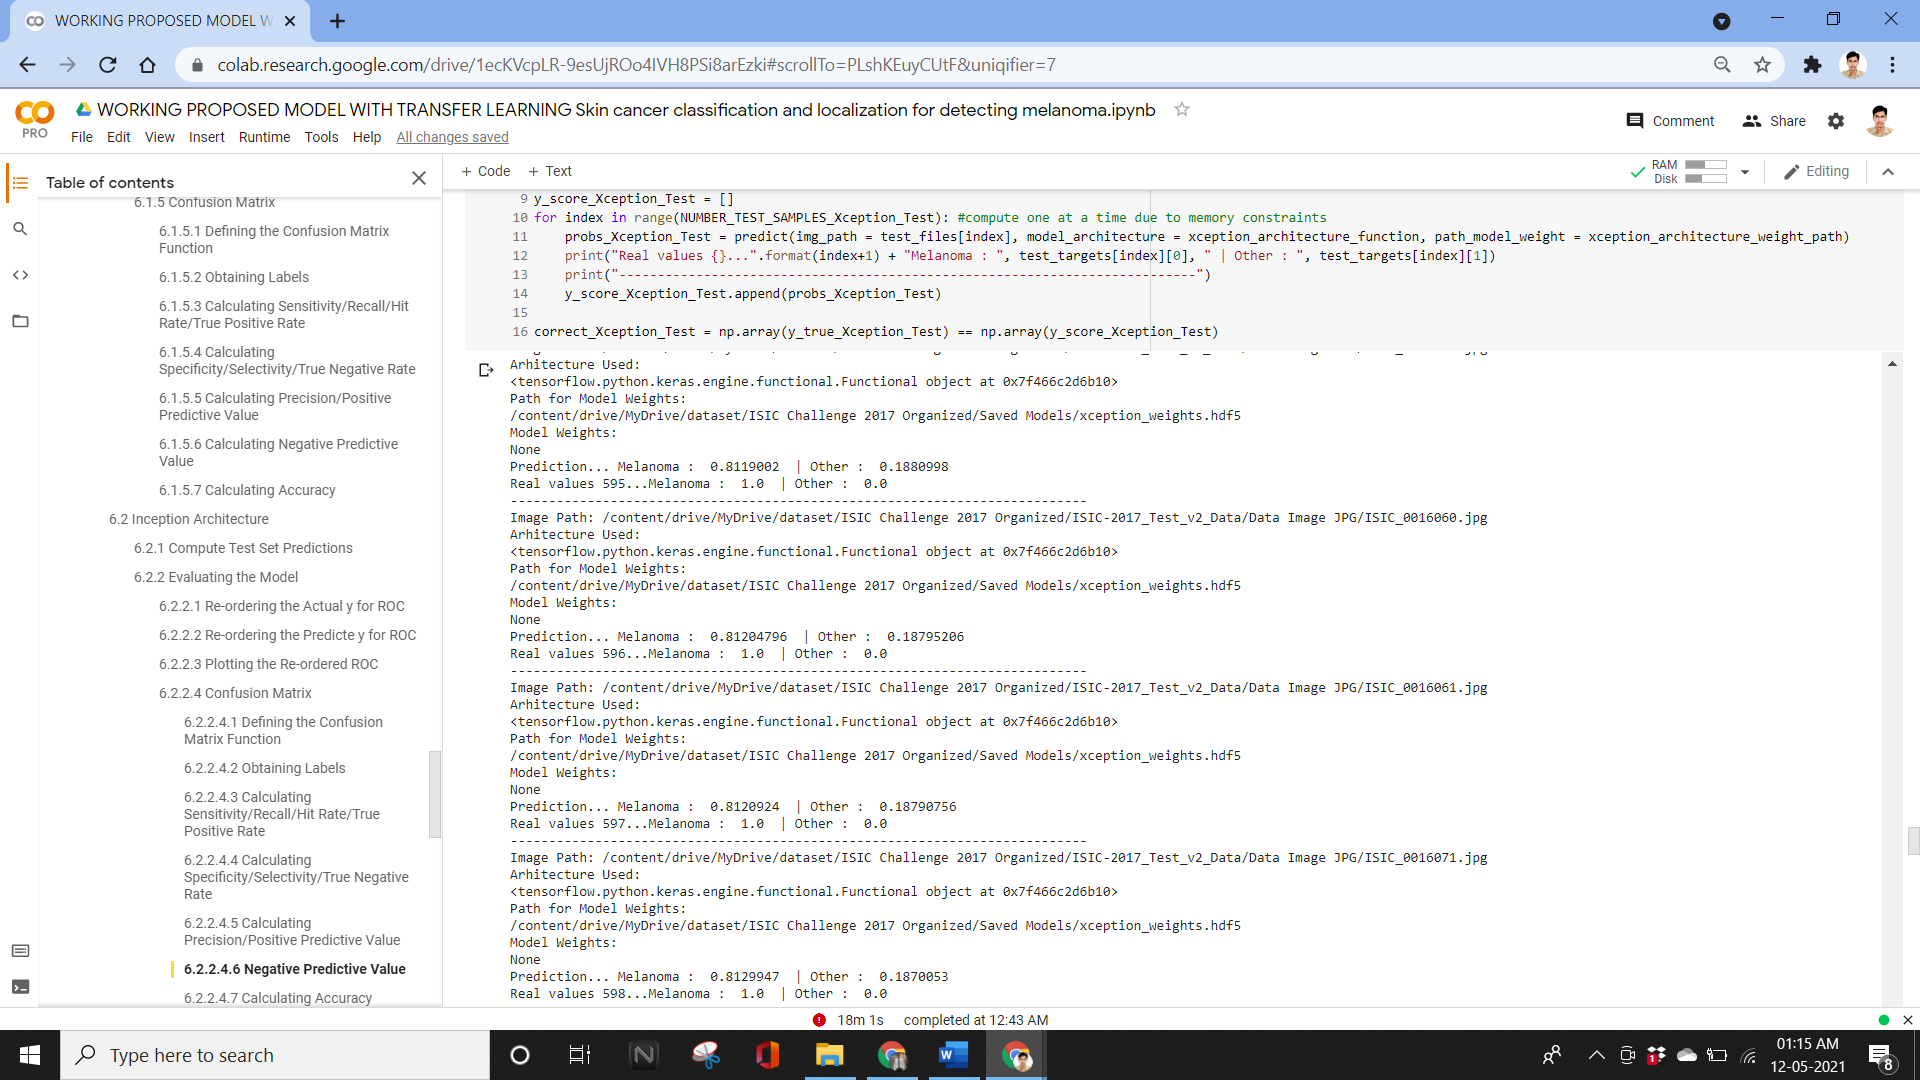 WORKING PROPOSED MODEL W
colab.research.google.com/drive/1ecKVcpLR-9esUjROo4IVH8PSi8arEzki#scrollTo=PLshKEuyCUtF&uniqifier=7
CO
PRO
WORKING PROPOSED MODEL WITH TRANSFER LEARNING Skin cancer classification and localization for detecting melanoma.ipynb
File Edit View Insert Runtime Tools Help All changes saved
Comment
Share
Table of contents
+ Code + Text
RAM
Disk
Editing
6.1.5 Confusion Matrix
6.1.5.1 Defining the Confusion Matrix
Function
6.1.5.2 Obtaining Labels
6.1.5.3 Calculating Sensitivity/Recall/Hit
Rate/True Positive Rate
6.1.5.4 Calculating
Specificity/Selectivity/True Negative Rate
6.1.5.5 Calculating Precision/Positive
Predictive Value
6.1.5.6 Calculating Negative Predictive
Value
6.1.5.7 Calculating Accuracy
6.2 Inception Architecture
6.2.1 Compute Test Set Predictions
6.2.2 Evaluating the Model
6.2.2.1 Re-ordering the Actual y for ROC
6.2.2.2 Re-ordering the Predicte y for ROC
6.2.2.3 Plotting the Re-ordered ROC
6.2.2.4 Confusion Matrix
6.2.2.4.1 Defining the Confusion
Matrix Function
6.2.2.4.2 Obtaining Labels
6.2.2.4.3 Calculating
Sensitivity/Recall/Hit Rate/True
Positive Rate
6.2.2.4.4 Calculating
Specificity/Selectivity/True Negative
Rate
6.2.2.4.5 Calculating
Precision/Positive Predictive Value
6.2.2.4.6 Negative Predictive Value
6.2.2.4.7 Calculating Accuracy
9 y_score_Xception_Test = []
10 for index in range(NUMBER_TEST_SAMPLES_Xception_Test): #compute one at a time due to memory constraints
11     probs_Xception_Test = predict(img_path = test_files[index], model_architecture = xception_architecture_function, path_model_weight = xception_architecture_weight_path)
12     print("Real values {}...".format(index+1) + "Melanoma : ", test_targets[index][0], " | Other : ", test_targets[index][1])
13     print("---------------------------------------------------------------------------")
14     y_score_Xception_Test.append(probs_Xception_Test)
15
16 correct_Xception_Test = np.array(y_true_Xception_Test) == np.array(y_score_Xception_Test)
Arhitecture Used:
<tensorflow.python.keras.engine.functional.Functional object at 0x7f466c2d6b10>
Path for Model Weights:
/content/drive/MyDrive/dataset/ISIC Challenge 2017 Organized/Saved Models/xception_weights.hdf5
Model Weights:
None
Prediction... Melanoma :  0.8119002  | Other :  0.1880998
Real values 595...Melanoma :  1.0  | Other :  0.0
---------------------------------------------------------------------------
Image Path: /content/drive/MyDrive/dataset/ISIC Challenge 2017 Organized/ISIC-2017_Test_v2_Data/Data Image JPG/ISIC_0016060.jpg
Arhitecture Used:
<tensorflow.python.keras.engine.functional.Functional object at 0x7f466c2d6b10>
Path for Model Weights:
/content/drive/MyDrive/dataset/ISIC Challenge 2017 Organized/Saved Models/xception_weights.hdf5
Model Weights:
None
Prediction... Melanoma :  0.81204796  | Other :  0.18795206
Real values 596...Melanoma :  1.0  | Other :  0.0
---------------------------------------------------------------------------
Image Path: /content/drive/MyDrive/dataset/ISIC Challenge 2017 Organized/ISIC-2017_Test_v2_Data/Data Image JPG/ISIC_0016061.jpg
Arhitecture Used:
<tensorflow.python.keras.engine.functional.Functional object at 0x7f466c2d6b10>
Path for Model Weights:
/content/drive/MyDrive/dataset/ISIC Challenge 2017 Organized/Saved Models/xception_weights.hdf5
Model Weights:
None
Prediction... Melanoma :  0.8120924  | Other :  0.18790756
Real values 597...Melanoma :  1.0  | Other :  0.0
---------------------------------------------------------------------------
Image Path: /content/drive/MyDrive/dataset/ISIC Challenge 2017 Organized/ISIC-2017_Test_v2_Data/Data Image JPG/ISIC_0016071.jpg
Arhitecture Used:
<tensorflow.python.keras.engine.functional.Functional object at 0x7f466c2d6b10>
Path for Model Weights:
/content/drive/MyDrive/dataset/ISIC Challenge 2017 Organized/Saved Models/xception_weights.hdf5
Model Weights:
None
Prediction... Melanoma :  0.8129947  | Other :  0.1870053
Real values 598...Melanoma :  1.0  | Other :  0.0
18m 1s completed at 12:43 AM
Type here to search
01:15 AM
12-05-2021
8